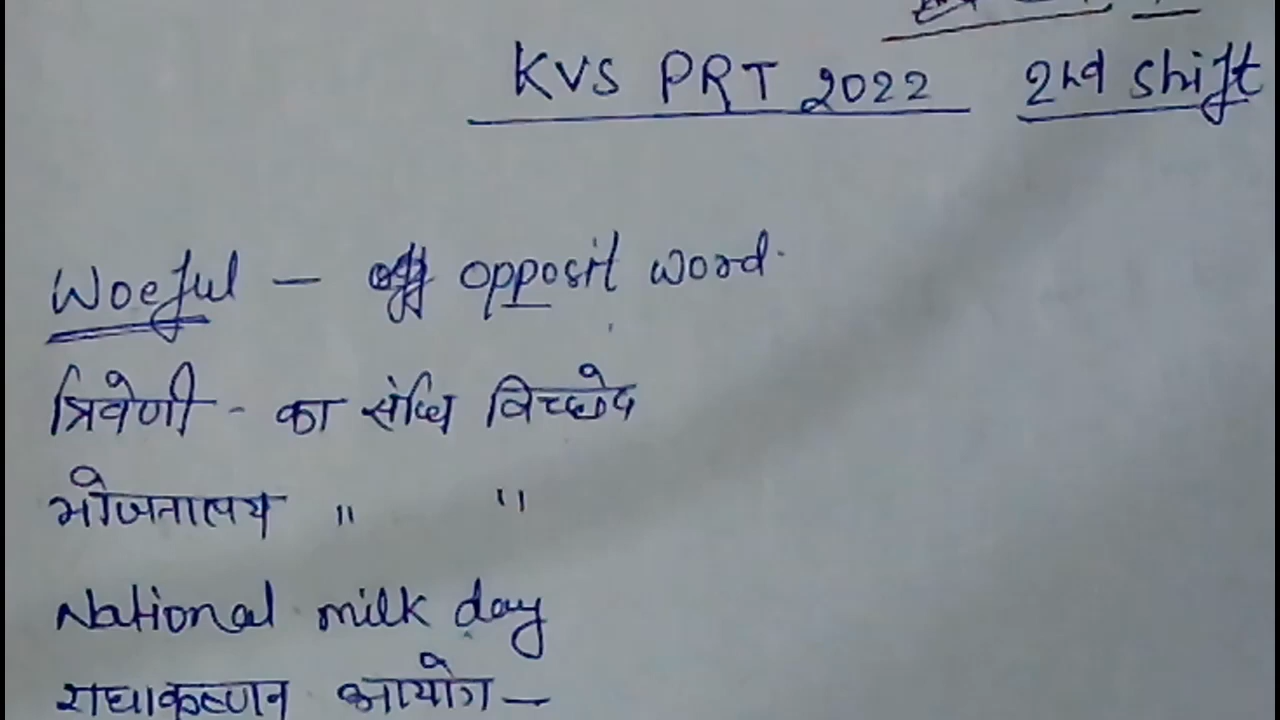 KVS PRT 2022 2nd shift
Woeful - opposit word.
त्रिवेणी - का संधि विच्छेद
भोजनालय " "
National milk day
राधाकृष्णन आयोग -